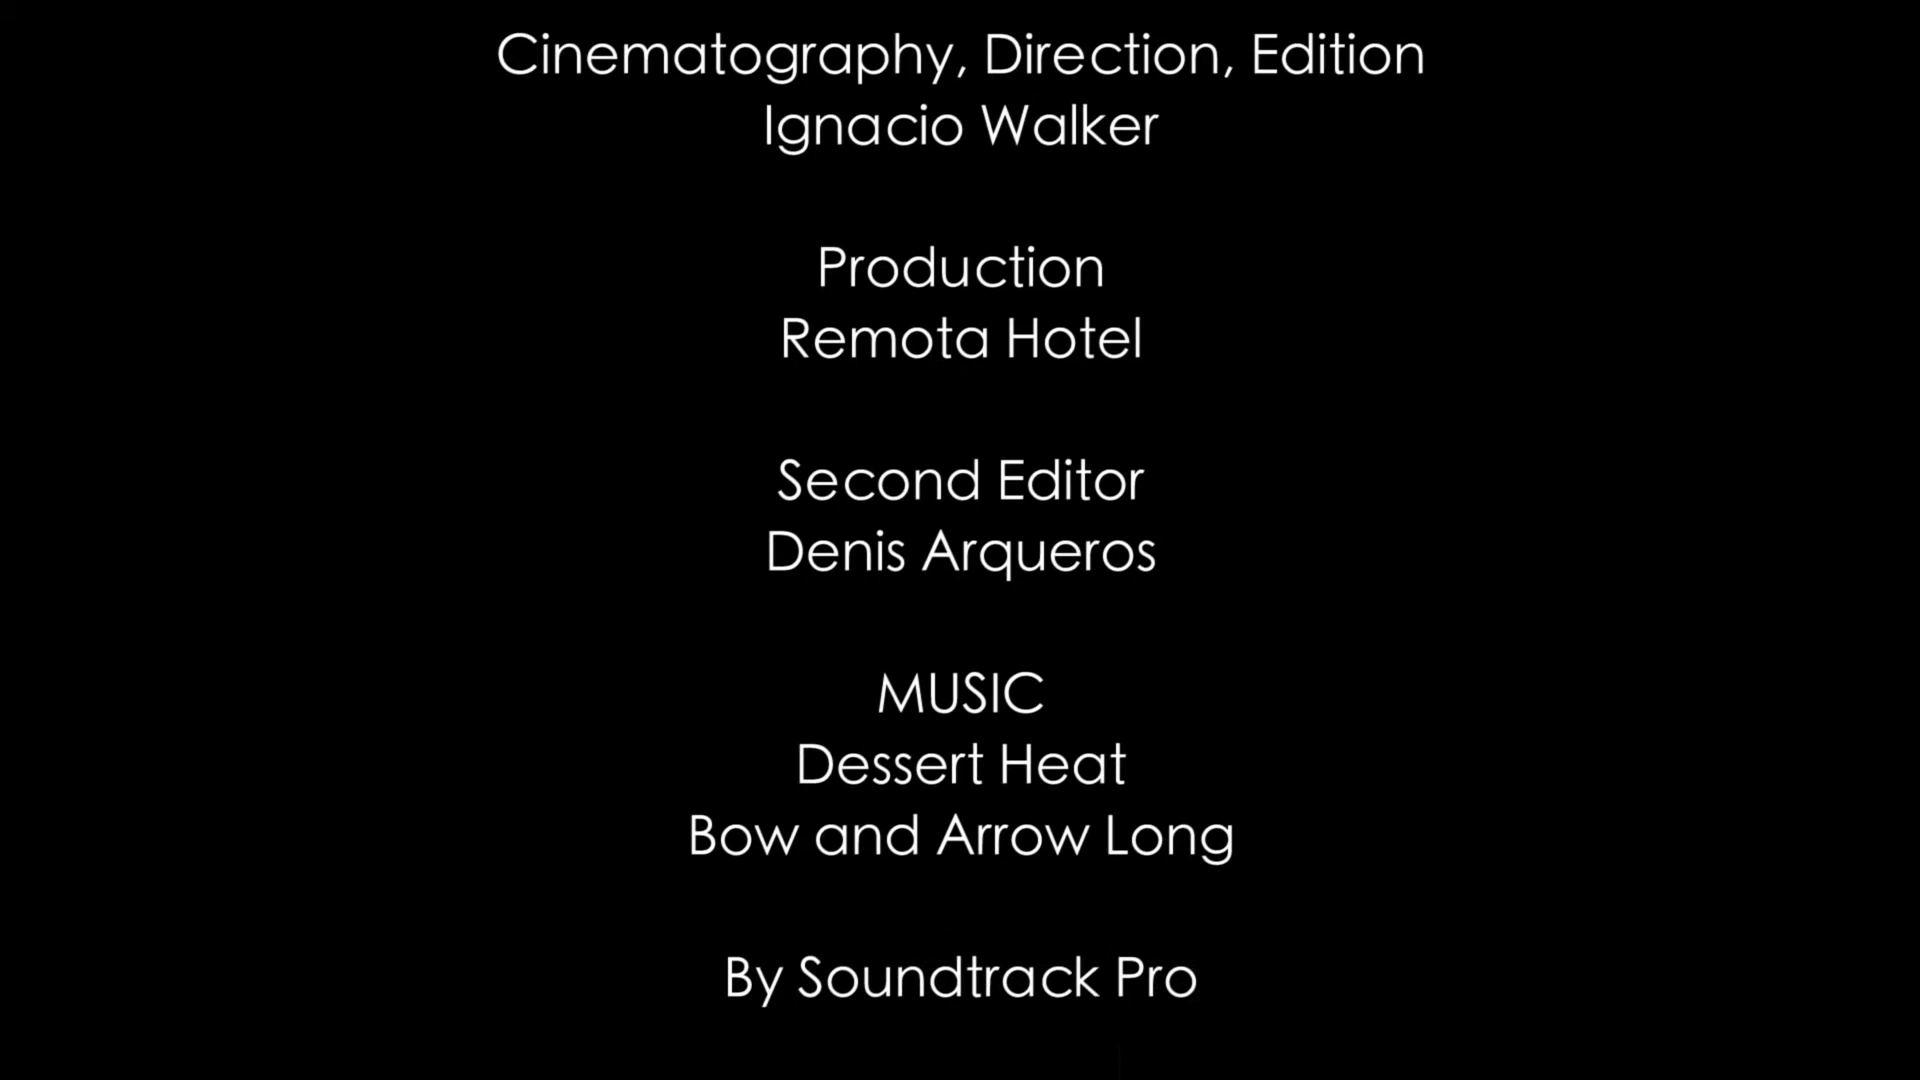 Cinematography, Direction, Edition
Ignacio Walker
Production
Remota Hotel
Second Editor
Denis Arqueros
MUSIC
Dessert Heat
Bow and Arrow Long
By Soundtrack Pro